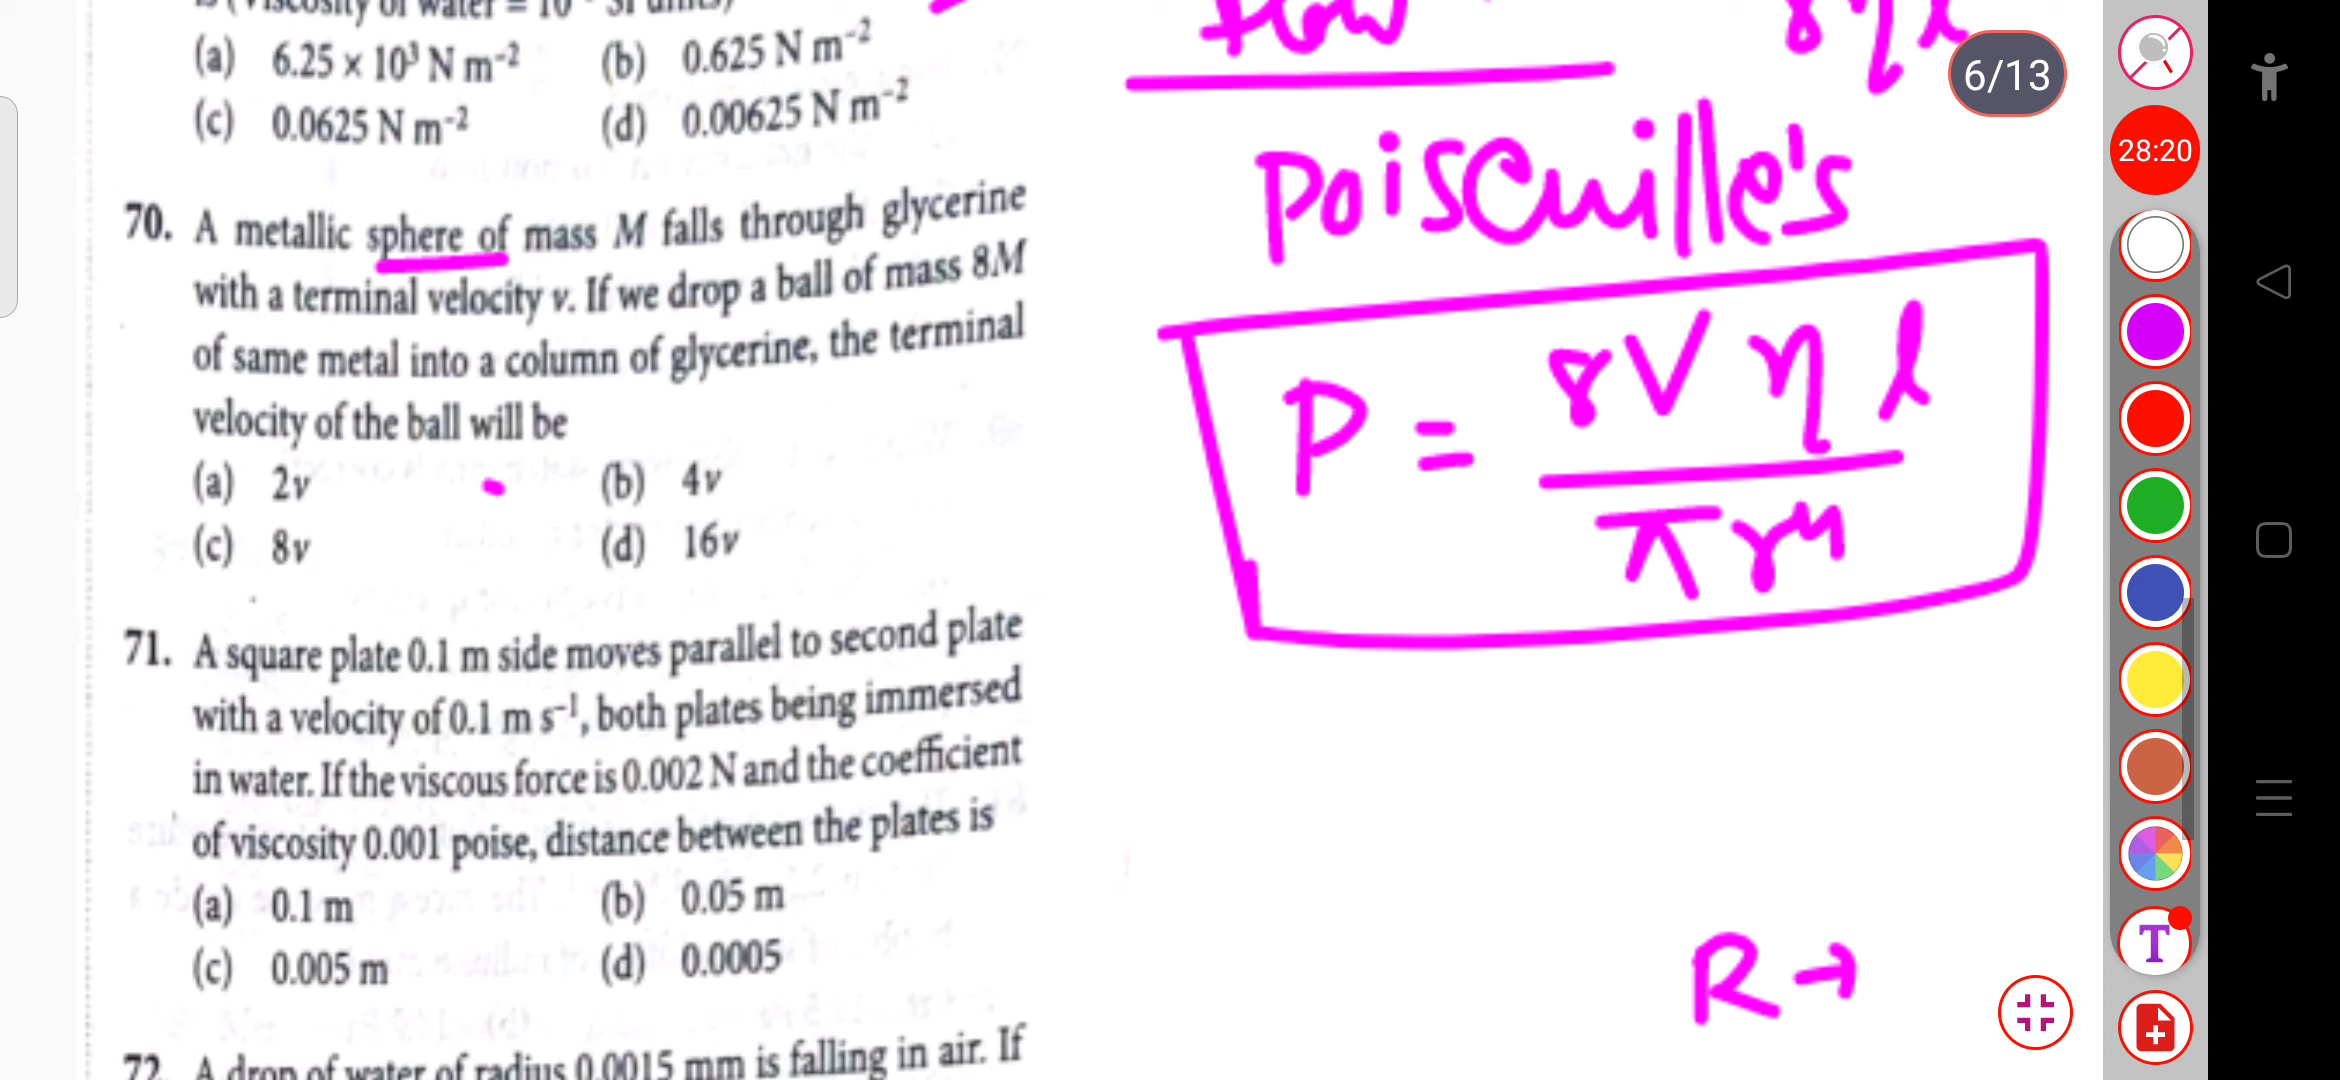 (Viscosity of water = 10
(a) 6.25 × 10³ N m⁻² (b) 0.625 N m⁻²
(c) 0.0625 N m⁻² (d) 0.00625 N m⁻²
70. A metallic sphere of mass M falls through glycerine
with a terminal velocity v. If we drop a ball of mass 8M
of same metal into a column of glycerine, the terminal
velocity of the ball will be
(a) 2v (b) 4v
(c) 8v (d) 16v
71. A square plate 0.1 m side moves parallel to second plate
with a velocity of 0.1 m s⁻¹, both plates being immersed
in water. If the viscous force is 0.002 N and the coefficient
of viscosity 0.001 poise, distance between the plates is
(a) 0.1 m (b) 0.05 m
(c) 0.005 m (d) 0.0005
72. A drop of water of radius 0.0015 mm is falling in air. If
flow
8ηl
Poiseuille's
P = 8Vηl / πr⁴
R →
6/13
28:20
T